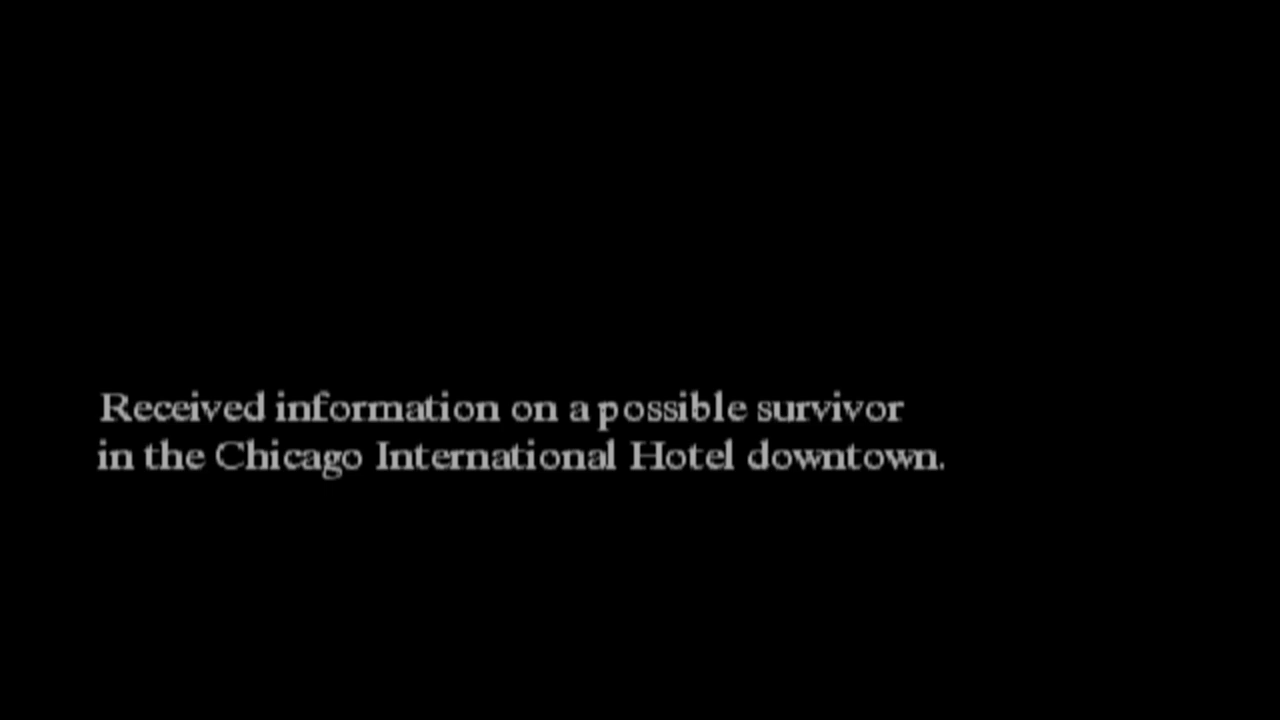 Received information on a possible survivor
in the Chicago International Hotel downtown.